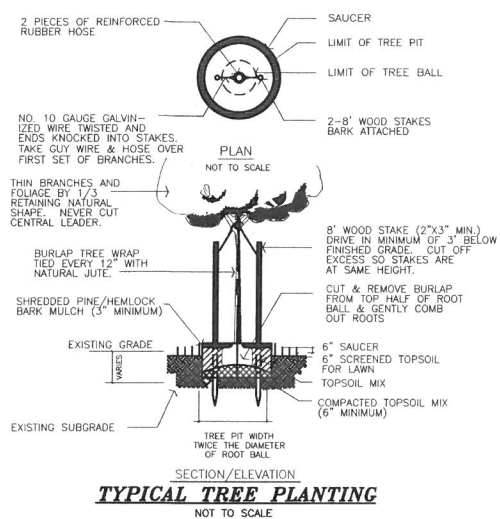 2 PIECES OF REINFORCED
RUBBER HOSE
SAUCER
LIMIT OF TREE PIT
LIMIT OF TREE BALL
NO. 10 GAUGE GALVIN-
IZED WIRE TWISTED AND
ENDS KNOCKED INTO STAKES.
TAKE GUY WIRE & HOSE OVER
FIRST SET OF BRANCHES.
2-8' WOOD STAKES
BARK ATTACHED
PLAN
NOT TO SCALE
THIN BRANCHES AND
FOLIAGE BY 1/3
RETAINING NATURAL
SHAPE. NEVER CUT
CENTRAL LEADER.
8' WOOD STAKE (2"X3" MIN.)
DRIVE IN MINIMUM OF 3' BELOW
FINISHED GRADE. CUT OFF
EXCESS SO STAKES ARE
AT SAME HEIGHT.
BURLAP TREE WRAP
TIED EVERY 12" WITH
NATURAL JUTE.
CUT & REMOVE BURLAP
FROM TOP HALF OF ROOT
BALL & GENTLY COMB
OUT ROOTS
SHREDDED PINE/HEMLOCK
BARK MULCH (3" MINIMUM)
EXISTING GRADE
VARIES
6" SAUCER
6" SCREENED TOPSOIL
FOR LAWN
TOPSOIL MIX
COMPACTED TOPSOIL MIX
(6" MINIMUM)
EXISTING SUBGRADE
TREE PIT WIDTH
TWICE THE DIAMETER
OF ROOT BALL
SECTION/ELEVATION
TYPICAL TREE PLANTING
NOT TO SCALE